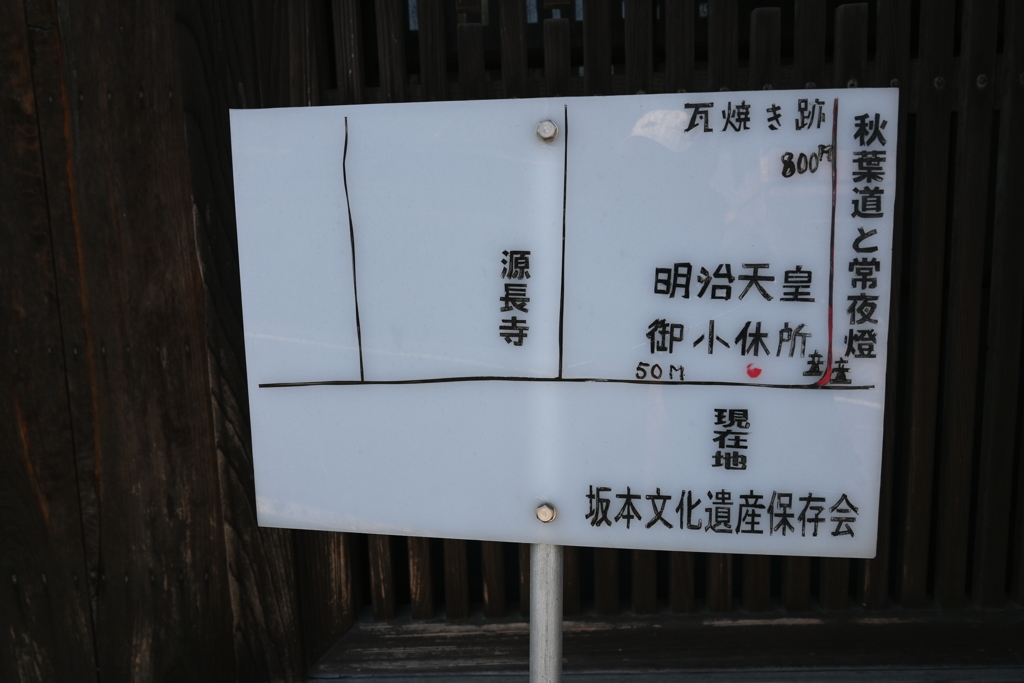 秋葉道と常夜燈
瓦焼き跡
800M
明治天皇
御小休所
50M
源長寺
現在地
坂本文化遺産保存会